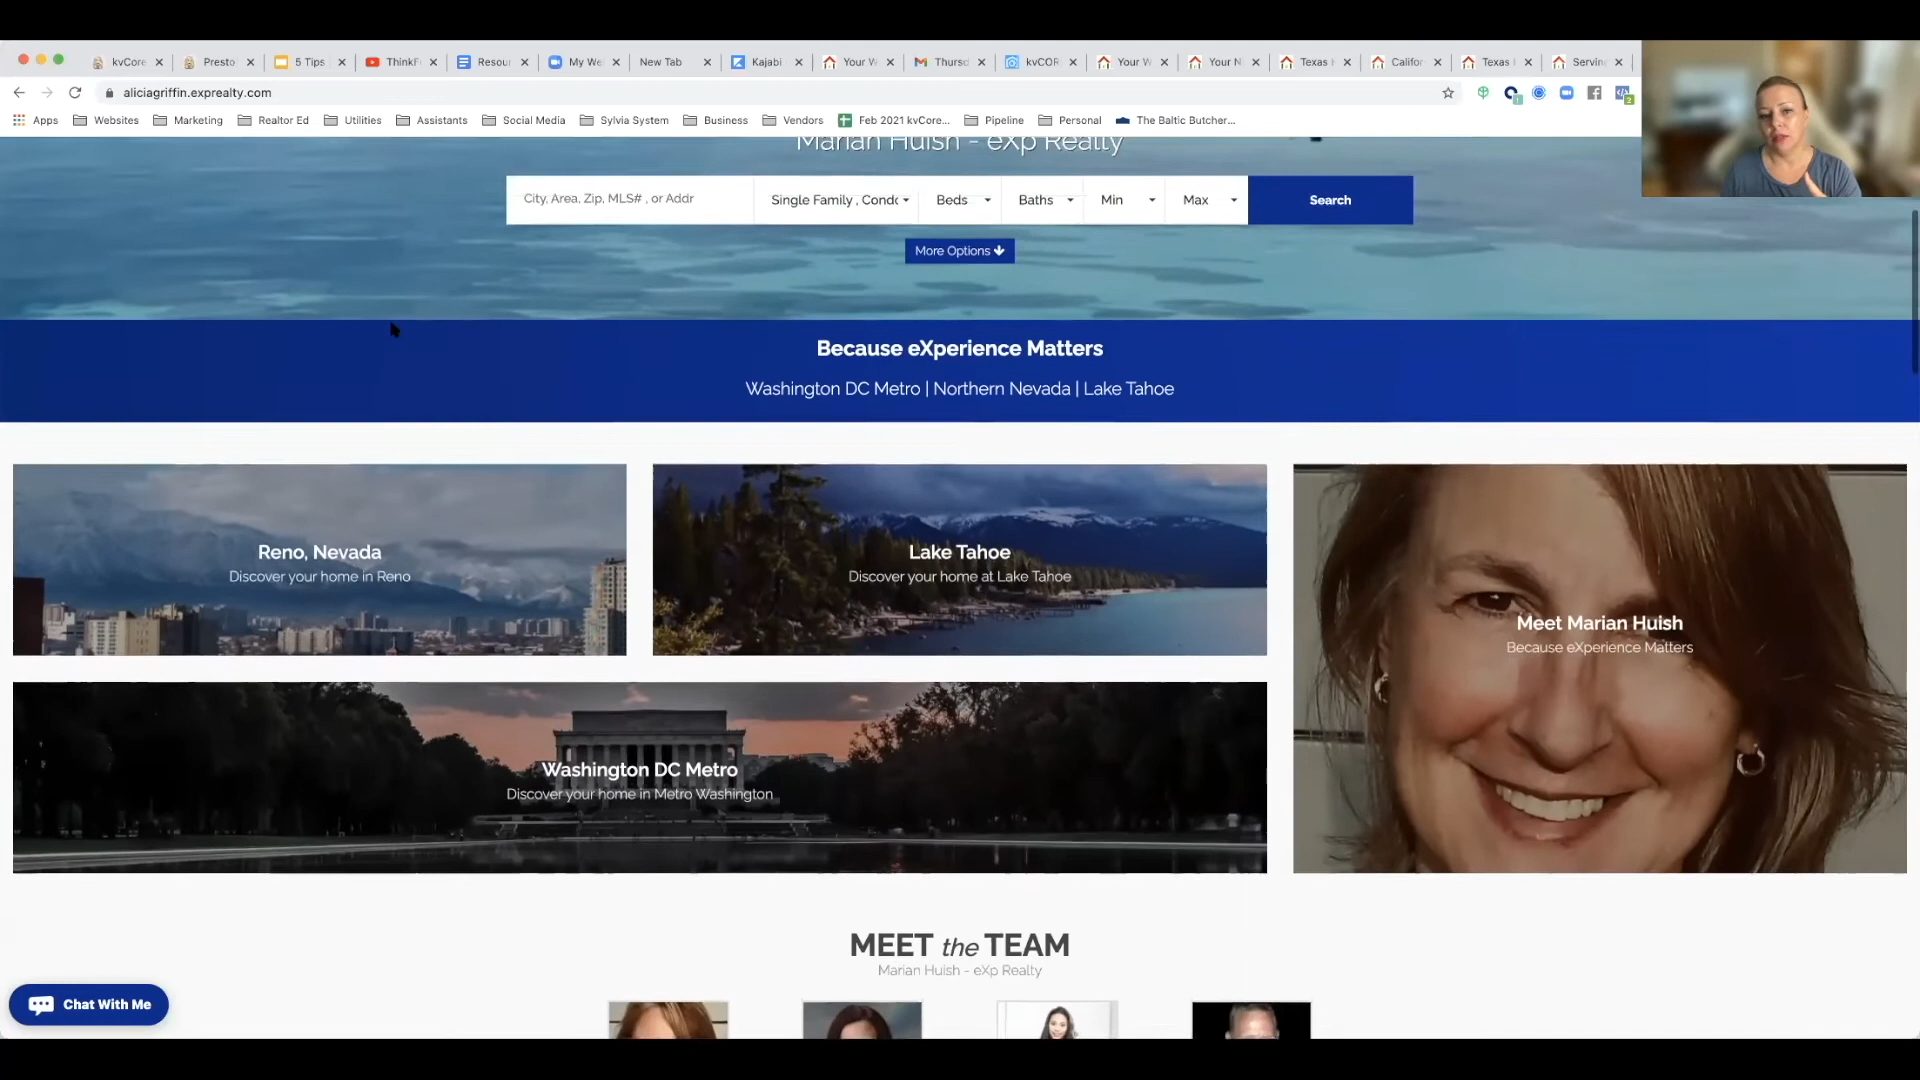 kvCore
Presto
5 Tips
ThinkF
Resour
My We
New Tab
Kajabi
Your W
Thursd
kvCOR
Your W
Your N
Texas H
Califor
Texas
Servin
aliciagriffin.exprealty.com
Apps
Websites
Marketing
Realtor Ed
Utilities
Assistants
Social Media
Sylvia System
Business
Vendors
Feb 2021 kvCore...
Pipeline
Personal
The Baltic Butcher...
Marian Huish - eXp Realty
City, Area, Zip, MLS# , or Addr
Single Family , Condo
Beds
Baths
Min
Max
Search
More Options
Because eXperience Matters
Washington DC Metro | Northern Nevada | Lake Tahoe
Reno, Nevada
Discover your home in Reno
Lake Tahoe
Discover your home at Lake Tahoe
Meet Marian Huish
Because eXperience Matters
Washington DC Metro
Discover your home in Metro Washington
MEET the TEAM
Marian Huish - eXp Realty
Chat With Me